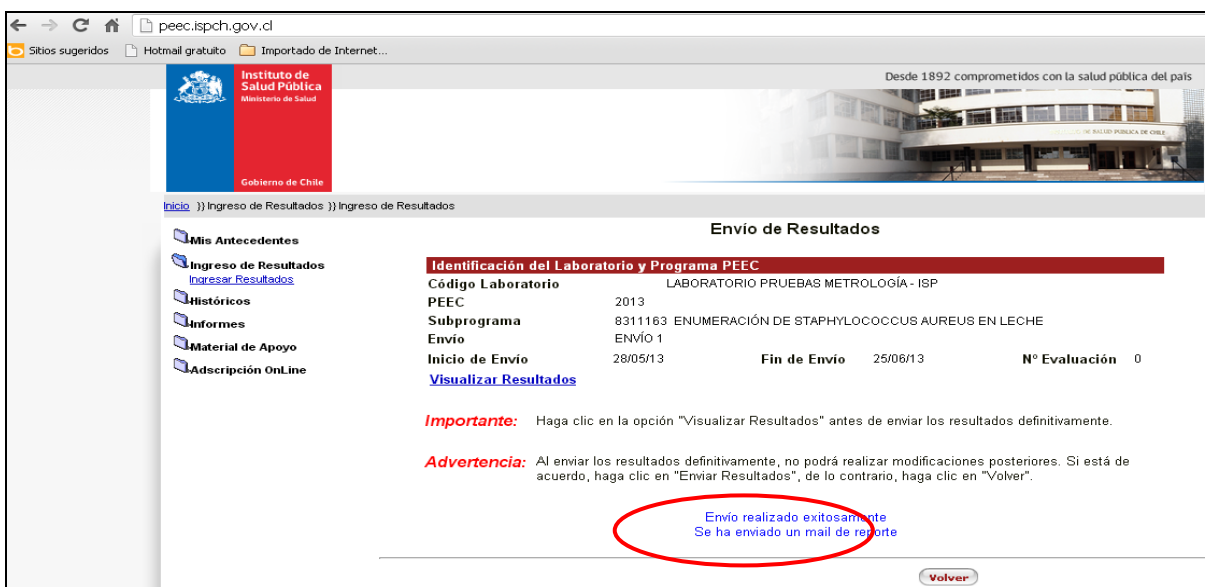 peec.ispch.gov.cl
Sitios sugeridos Hotmail gratuito Importado de Internet...
Instituto de
Salud Pública
Ministerio de Salud
Gobierno de Chile
Desde 1892 comprometidos con la salud pública del país
DE SALUD PUBLICA DE CHILE
Inicio }} Ingreso de Resultados }} Ingreso de Resultados
Mis Antecedentes
Ingreso de Resultados
Ingresar Resultados
Históricos
Informes
Material de Apoyo
Adscripción OnLine
Envío de Resultados
Identificación del Laboratorio y Programa PEEC
Código Laboratorio LABORATORIO PRUEBAS METROLOGÍA - ISP
PEEC 2013
Subprograma 8311163 ENUMERACIÓN DE STAPHYLOCOCCUS AUREUS EN LECHE
Envío ENVÍO 1
Inicio de Envío 28/05/13 Fin de Envío 25/06/13 Nº Evaluación 0
Visualizar Resultados
Importante: Haga clic en la opción "Visualizar Resultados" antes de enviar los resultados definitivamente.
Advertencia: Al enviar los resultados definitivamente, no podrá realizar modificaciones posteriores. Si está de
acuerdo, haga clic en "Enviar Resultados", de lo contrario, haga clic en "Volver".
Envío realizado exitosamente
Se ha enviado un mail de reporte
Volver